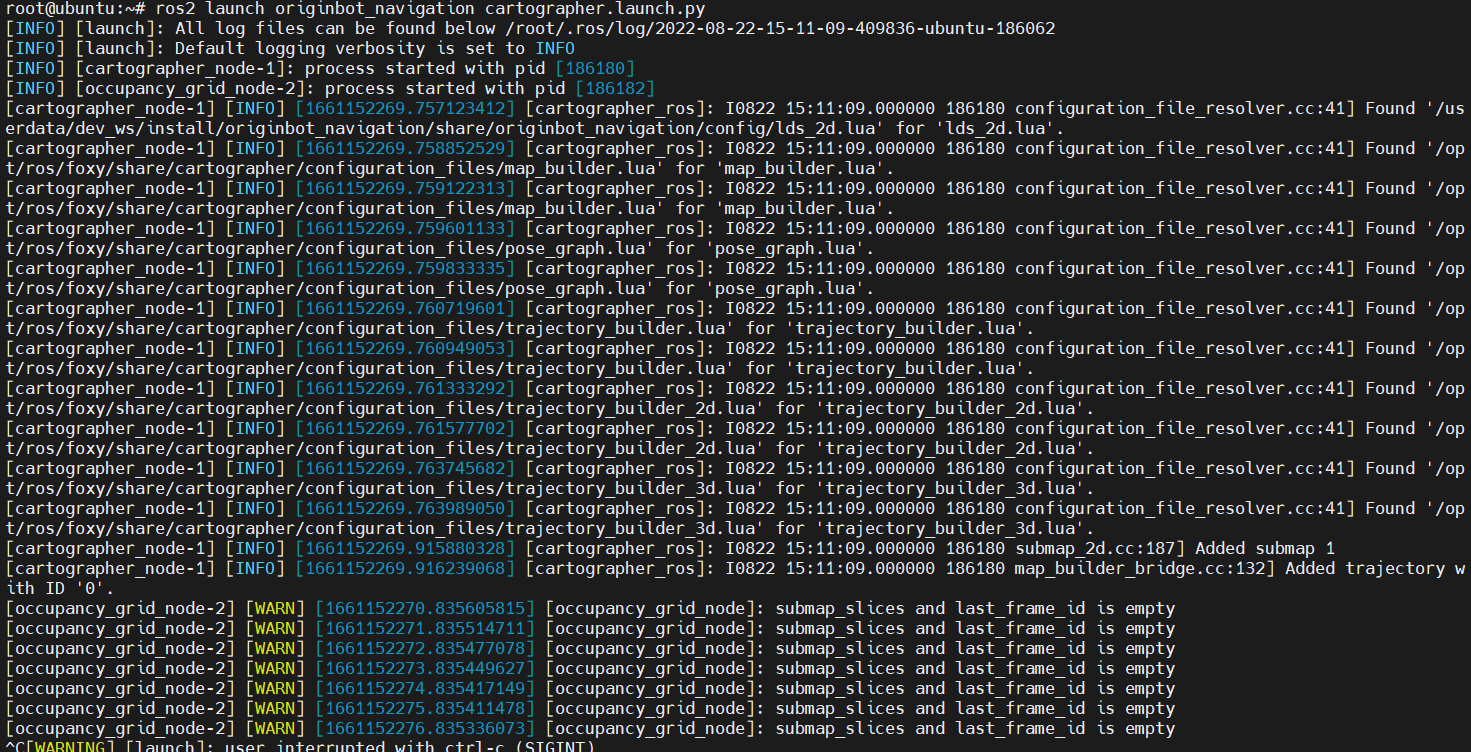 root@ubuntu:~# ros2 launch originbot_navigation cartographer.launch.py
[INFO] [launch]: All log files can be found below /root/.ros/log/2022-08-22-15-11-09-409836-ubuntu-186062
[INFO] [launch]: Default logging verbosity is set to INFO
[INFO] [cartographer_node-1]: process started with pid [186180]
[INFO] [occupancy_grid_node-2]: process started with pid [186182]
[cartographer_node-1] [INFO] [1661152269.757123412] [cartographer_ros]: I0822 15:11:09.000000 186180 configuration_file_resolver.cc:41] Found '/us
erdata/dev_ws/install/originbot_navigation/share/originbot_navigation/config/lds_2d.lua' for 'lds_2d.lua'.
[cartographer_node-1] [INFO] [1661152269.758852529] [cartographer_ros]: I0822 15:11:09.000000 186180 configuration_file_resolver.cc:41] Found '/op
t/ros/foxy/share/cartographer/configuration_files/map_builder.lua' for 'map_builder.lua'.
[cartographer_node-1] [INFO] [1661152269.759122313] [cartographer_ros]: I0822 15:11:09.000000 186180 configuration_file_resolver.cc:41] Found '/op
t/ros/foxy/share/cartographer/configuration_files/map_builder.lua' for 'map_builder.lua'.
[cartographer_node-1] [INFO] [1661152269.759601133] [cartographer_ros]: I0822 15:11:09.000000 186180 configuration_file_resolver.cc:41] Found '/op
t/ros/foxy/share/cartographer/configuration_files/pose_graph.lua' for 'pose_graph.lua'.
[cartographer_node-1] [INFO] [1661152269.759833335] [cartographer_ros]: I0822 15:11:09.000000 186180 configuration_file_resolver.cc:41] Found '/op
t/ros/foxy/share/cartographer/configuration_files/pose_graph.lua' for 'pose_graph.lua'.
[cartographer_node-1] [INFO] [1661152269.760719601] [cartographer_ros]: I0822 15:11:09.000000 186180 configuration_file_resolver.cc:41] Found '/op
t/ros/foxy/share/cartographer/configuration_files/trajectory_builder.lua' for 'trajectory_builder.lua'.
[cartographer_node-1] [INFO] [1661152269.760949053] [cartographer_ros]: I0822 15:11:09.000000 186180 configuration_file_resolver.cc:41] Found '/op
t/ros/foxy/share/cartographer/configuration_files/trajectory_builder.lua' for 'trajectory_builder.lua'.
[cartographer_node-1] [INFO] [1661152269.761333292] [cartographer_ros]: I0822 15:11:09.000000 186180 configuration_file_resolver.cc:41] Found '/op
t/ros/foxy/share/cartographer/configuration_files/trajectory_builder_2d.lua' for 'trajectory_builder_2d.lua'.
[cartographer_node-1] [INFO] [1661152269.761577702] [cartographer_ros]: I0822 15:11:09.000000 186180 configuration_file_resolver.cc:41] Found '/op
t/ros/foxy/share/cartographer/configuration_files/trajectory_builder_2d.lua' for 'trajectory_builder_2d.lua'.
[cartographer_node-1] [INFO] [1661152269.763745682] [cartographer_ros]: I0822 15:11:09.000000 186180 configuration_file_resolver.cc:41] Found '/op
t/ros/foxy/share/cartographer/configuration_files/trajectory_builder_3d.lua' for 'trajectory_builder_3d.lua'.
[cartographer_node-1] [INFO] [1661152269.763989050] [cartographer_ros]: I0822 15:11:09.000000 186180 configuration_file_resolver.cc:41] Found '/op
t/ros/foxy/share/cartographer/configuration_files/trajectory_builder_3d.lua' for 'trajectory_builder_3d.lua'.
[cartographer_node-1] [INFO] [1661152269.915880328] [cartographer_ros]: I0822 15:11:09.000000 186180 submap_2d.cc:187] Added submap 1
[cartographer_node-1] [INFO] [1661152269.916239068] [cartographer_ros]: I0822 15:11:09.000000 186180 map_builder_bridge.cc:132] Added trajectory w
ith ID '0'.
[occupancy_grid_node-2] [WARN] [1661152270.835605815] [occupancy_grid_node]: submap_slices and last_frame_id is empty
[occupancy_grid_node-2] [WARN] [1661152271.835514711] [occupancy_grid_node]: submap_slices and last_frame_id is empty
[occupancy_grid_node-2] [WARN] [1661152272.835477078] [occupancy_grid_node]: submap_slices and last_frame_id is empty
[occupancy_grid_node-2] [WARN] [1661152273.835449627] [occupancy_grid_node]: submap_slices and last_frame_id is empty
[occupancy_grid_node-2] [WARN] [1661152274.835417149] [occupancy_grid_node]: submap_slices and last_frame_id is empty
[occupancy_grid_node-2] [WARN] [1661152275.835411478] [occupancy_grid_node]: submap_slices and last_frame_id is empty
[occupancy_grid_node-2] [WARN] [1661152276.835336073] [occupancy_grid_node]: submap_slices and last_frame_id is empty
^C[WARNING] [launch]: user interrupted with ctrl-c (SIGINT)